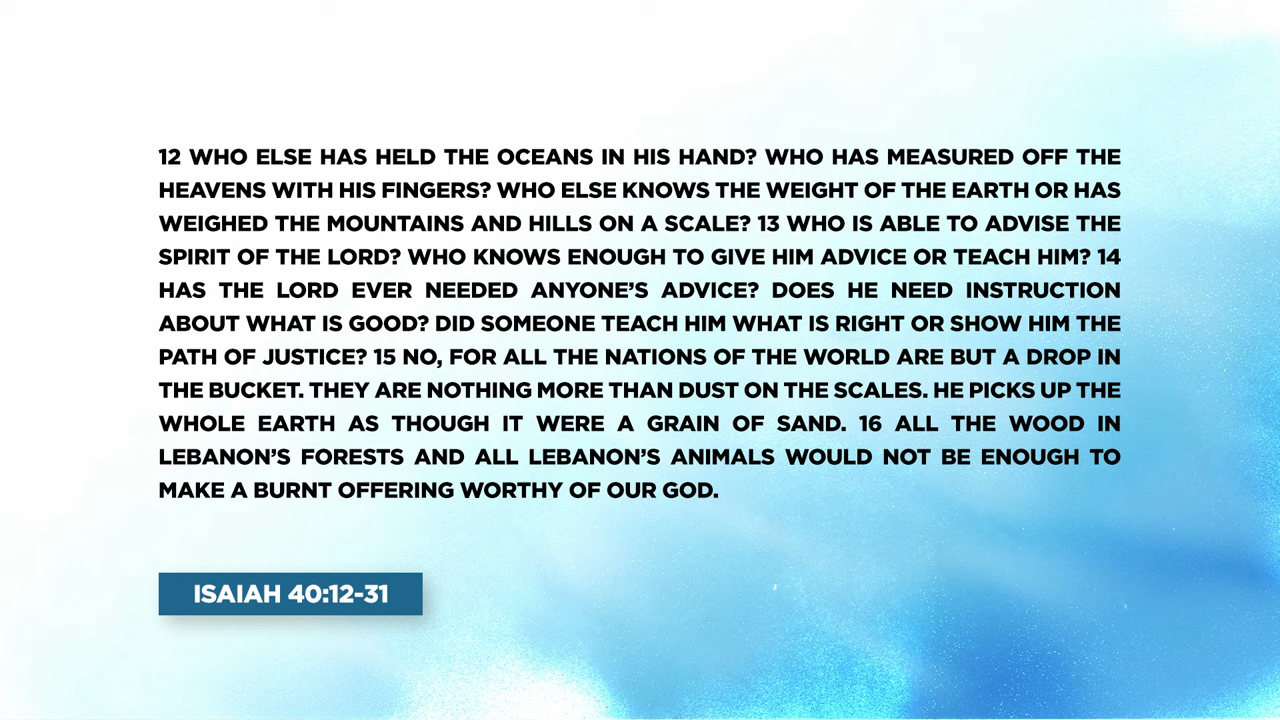 12 WHO ELSE HAS HELD THE OCEANS IN HIS HAND? WHO HAS MEASURED OFF THE
HEAVENS WITH HIS FINGERS? WHO ELSE KNOWS THE WEIGHT OF THE EARTH OR HAS
WEIGHED THE MOUNTAINS AND HILLS ON A SCALE? 13 WHO IS ABLE TO ADVISE THE
SPIRIT OF THE LORD? WHO KNOWS ENOUGH TO GIVE HIM ADVICE OR TEACH HIM? 14
HAS THE LORD EVER NEEDED ANYONE’S ADVICE? DOES HE NEED INSTRUCTION
ABOUT WHAT IS GOOD? DID SOMEONE TEACH HIM WHAT IS RIGHT OR SHOW HIM THE
PATH OF JUSTICE? 15 NO, FOR ALL THE NATIONS OF THE WORLD ARE BUT A DROP IN
THE BUCKET. THEY ARE NOTHING MORE THAN DUST ON THE SCALES. HE PICKS UP THE
WHOLE EARTH AS THOUGH IT WERE A GRAIN OF SAND. 16 ALL THE WOOD IN
LEBANON’S FORESTS AND ALL LEBANON’S ANIMALS WOULD NOT BE ENOUGH TO
MAKE A BURNT OFFERING WORTHY OF OUR GOD.
ISAIAH 40:12-31